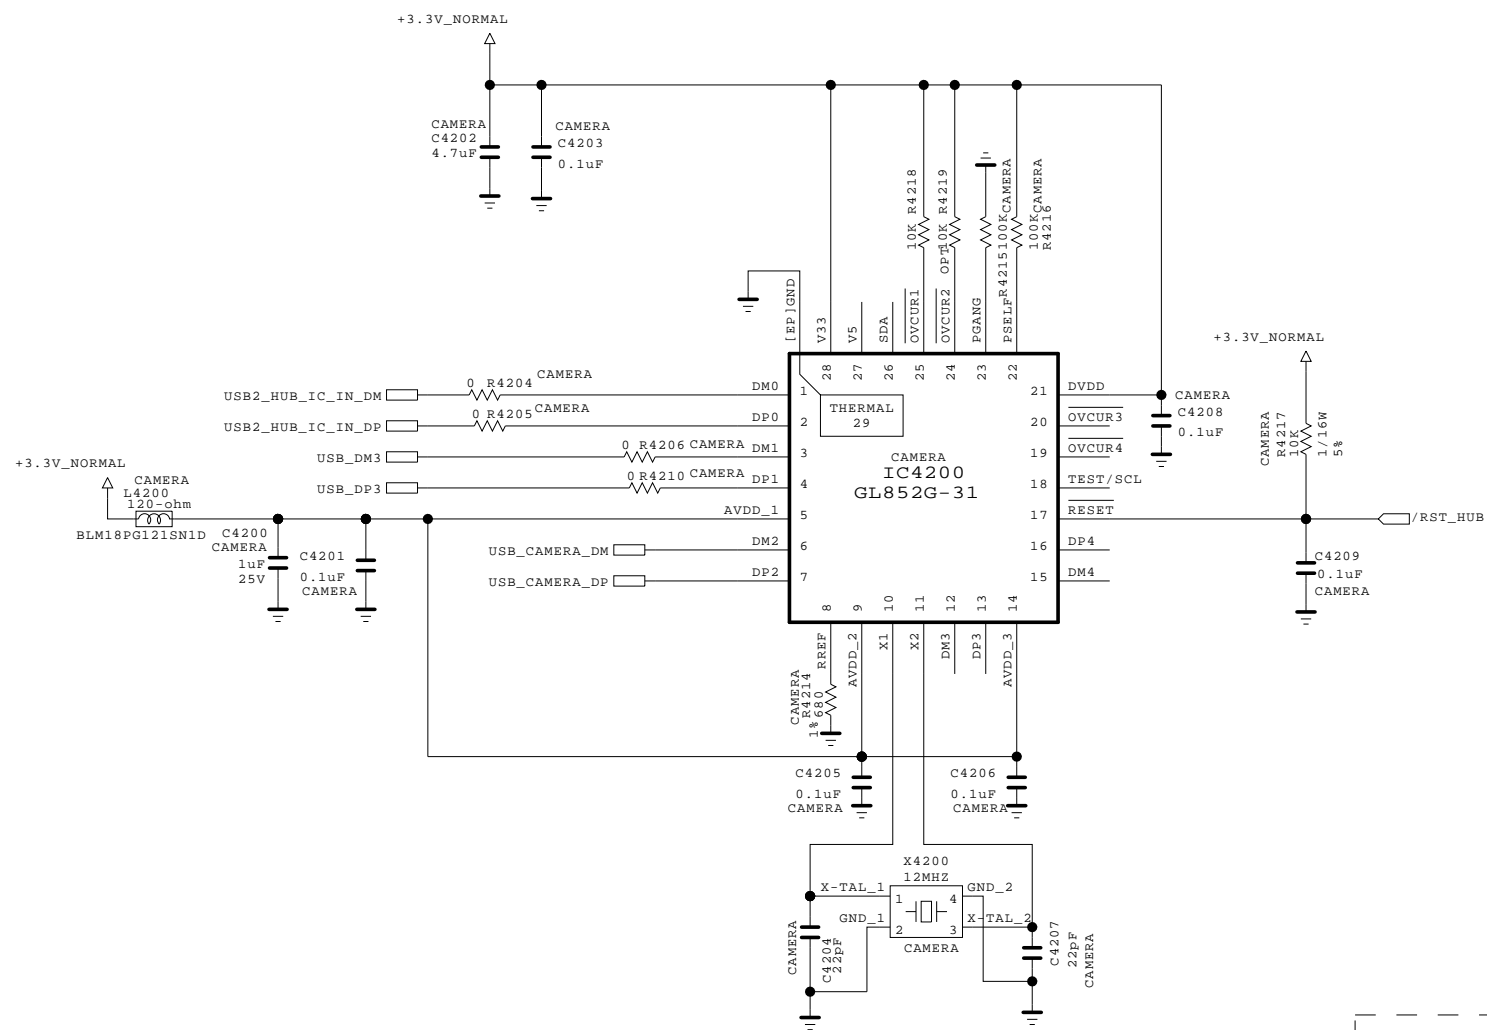 +3.3V_NORMAL
CAMERA
C4202
4.7uF
CAMERA
C4203
0.1uF
10K R4218
OPT
10K R4219
R4215
100K
CAMERA
CAMERA
100K
R4216
[EP]GND
V33
V5
SDA
OVCUR1
OVCUR2
PGANG
PSELF
28
27
26
25
24
23
22
+3.3V_NORMAL
USB2_HUB_IC_IN_DM
0 R4204
CAMERA
DM0
1
USB2_HUB_IC_IN_DP
0 R4205
CAMERA
DP0
2
USB_DM3
0 R4206 CAMERA
DM1
3
USB_DP3
0 R4210 CAMERA
DP1
4
AVDD_1
5
USB_CAMERA_DM
DM2
6
USB_CAMERA_DP
DP2
7
THERMAL
29
CAMERA
IC4200
GL852G-31
21
DVDD
20
OVCUR3
19
OVCUR4
18
TEST/SCL
17
RESET
16
DP4
15
DM4
CAMERA
C4208
0.1uF
CAMERA
R4217
10K
1/16W
5%
/RST_HUB
C4209
0.1uF
CAMERA
+3.3V_NORMAL
CAMERA
L4200
120-ohm
BLM18PG121SN1D
C4200
CAMERA
1uF
25V
C4201
0.1uF
CAMERA
8
9
10
11
12
13
14
RREF
AVDD_2
X1
X2
DM3
DP3
AVDD_3
CAMERA
R4214
680
1%
C4205
0.1uF
CAMERA
C4206
0.1uF
CAMERA
X4200
12MHZ
X-TAL_1
1
4
GND_2
GND_1
2
3
X-TAL_2
CAMERA
CAMERA
C4204
22pF
C4207
22pF
CAMERA